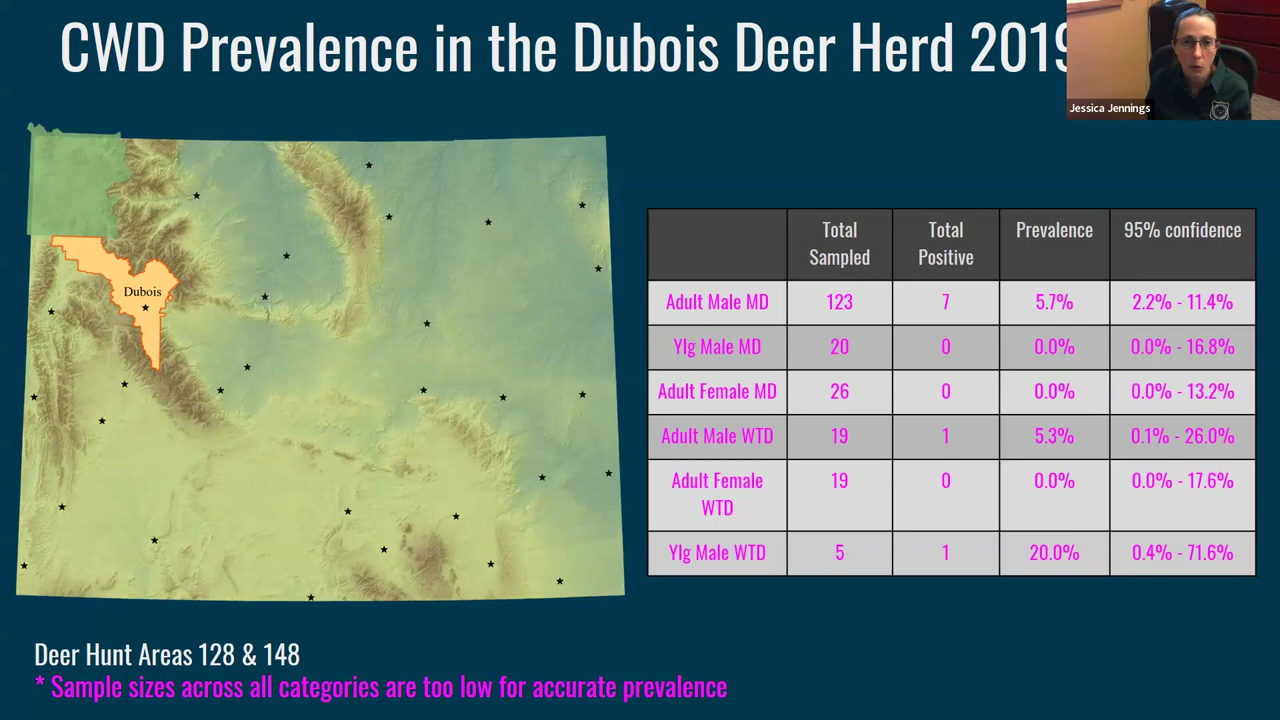 CWD Prevalence in the Dubois Deer Herd 2019
Jessica Jennings
Dubois
Total Sampled Total Positive Prevalence 95% confidence
Adult Male MD 123 7 5.7% 2.2% - 11.4%
Ylg Male MD 20 0 0.0% 0.0% - 16.8%
Adult Female MD 26 0 0.0% 0.0% - 13.2%
Adult Male WTD 19 1 5.3% 0.1% - 26.0%
Adult Female WTD 19 0 0.0% 0.0% - 17.6%
Ylg Male WTD 5 1 20.0% 0.4% - 71.6%
Deer Hunt Areas 128 & 148
* Sample sizes across all categories are too low for accurate prevalence